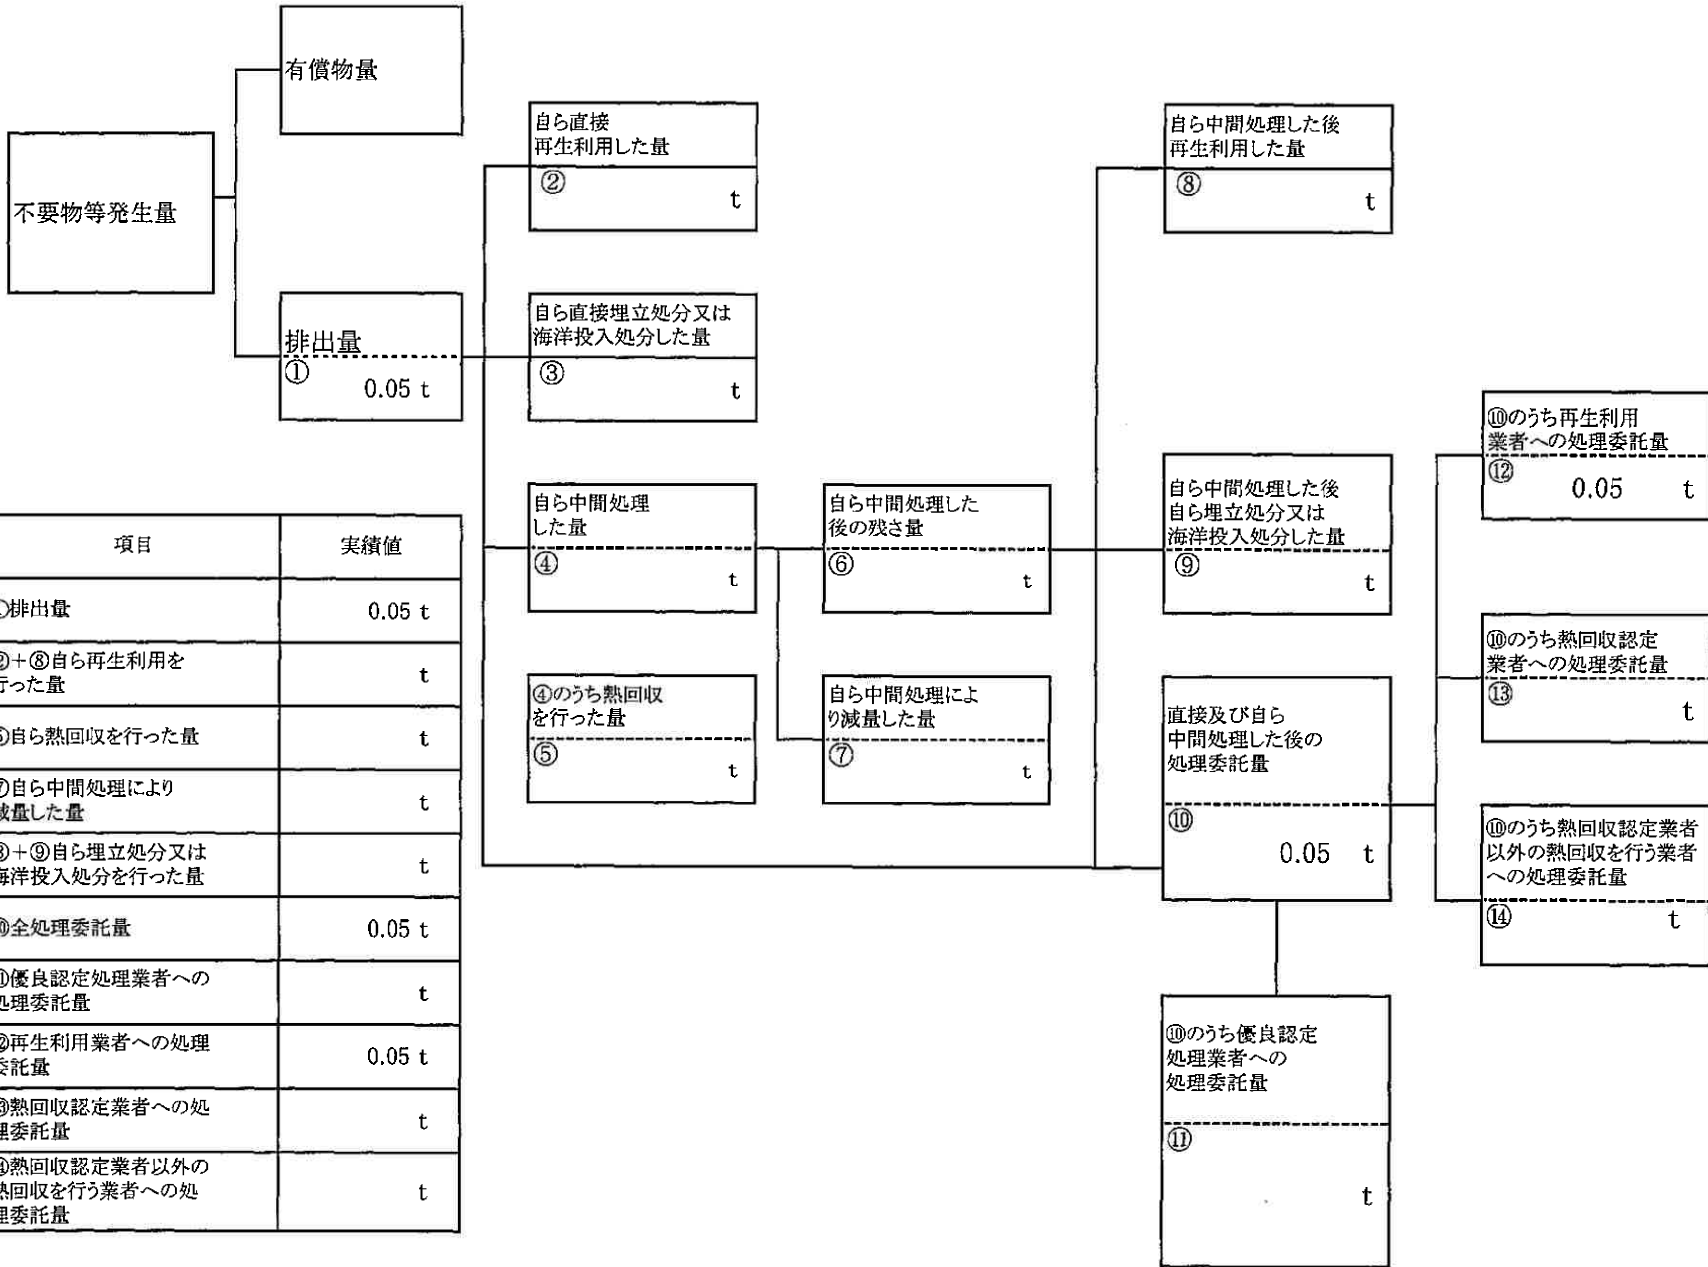 有償物量
不要物等発生量
排出量
①
0.05 t
自ら直接
再生利用した量
②
t
自ら直接埋立処分又は
海洋投入処分した量
③
t
自ら中間処理
した量
④
t
④のうち熱回収
を行った量
⑤
t
自ら中間処理した
後の残さ量
⑥
t
自ら中間処理によ
り減量した量
⑦
t
自ら中間処理した後
再生利用した量
⑧
t
自ら中間処理した後
自ら埋立処分又は
海洋投入処分した量
⑨
t
直接及び自ら
中間処理した後の
処理委託量
⑩
0.05 t
⑩のうち優良認定
処理業者への
処理委託量
⑪
t
⑩のうち再生利用
業者への処理委託量
⑫
0.05 t
⑩のうち熱回収認定
業者への処理委託量
⑬
t
⑩のうち熱回収認定業者
以外の熱回収を行う業者
への処理委託量
⑭
t
項目 実績値
①排出量 0.05 t
②+⑧自ら再生利用を
行った量
t
⑤自ら熱回収を行った量 t
⑦自ら中間処理により
減量した量
t
③+⑨自ら埋立処分又は
海洋投入処分を行った量
t
⑩全処理委託量 0.05 t
⑪優良認定処理業者への
処理委託量
t
⑫再生利用業者への処理
委託量
0.05 t
⑬熱回収認定業者への処
理委託量
t
⑭熱回収認定業者以外の
熱回収を行う業者への処
理委託量
t